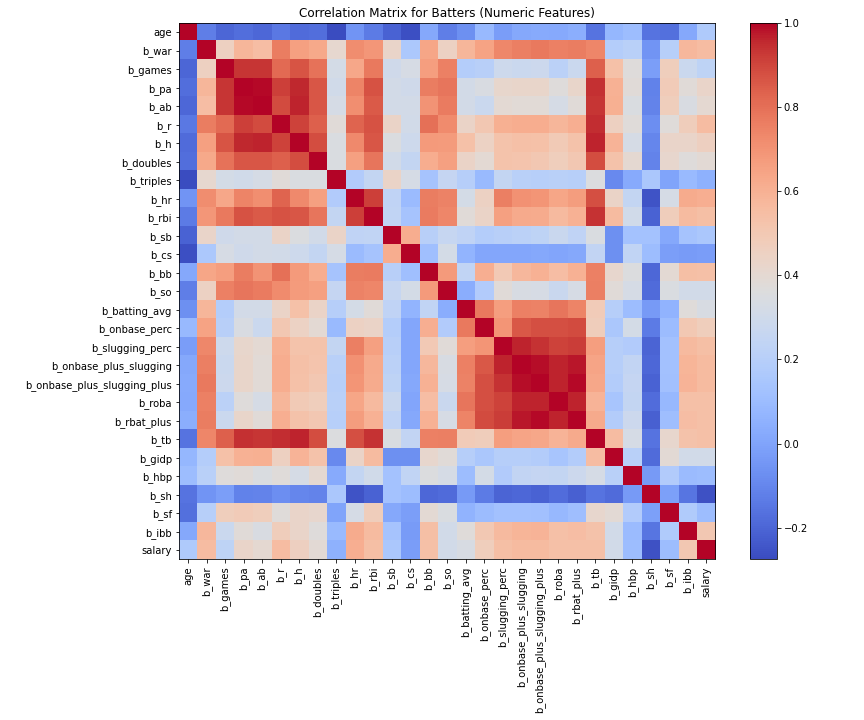 Correlation Matrix for Batters (Numeric Features)
age
b_war
b_games
b_pa
b_ab
b_r
b_h
b_doubles
b_triples
b_hr
b_rbi
b_sb
b_cs
b_bb
b_so
b_batting_avg
b_onbase_perc
b_slugging_perc
b_onbase_plus_slugging
b_onbase_plus_slugging_plus
b_roba
b_rbat_plus
b_tb
b_gidp
b_hbp
b_sh
b_sf
b_ibb
salary
age
b_war
b_games
b_pa
b_ab
b_r
b_h
b_doubles
b_triples
b_hr
b_rbi
b_sb
b_cs
b_bb
b_so
b_batting_avg
b_onbase_perc
b_slugging_perc
b_onbase_plus_slugging
b_onbase_plus_slugging_plus
b_roba
b_rbat_plus
b_tb
b_gidp
b_hbp
b_sh
b_sf
b_ibb
salary
1.0
0.8
0.6
0.4
0.2
0.0
−0.2